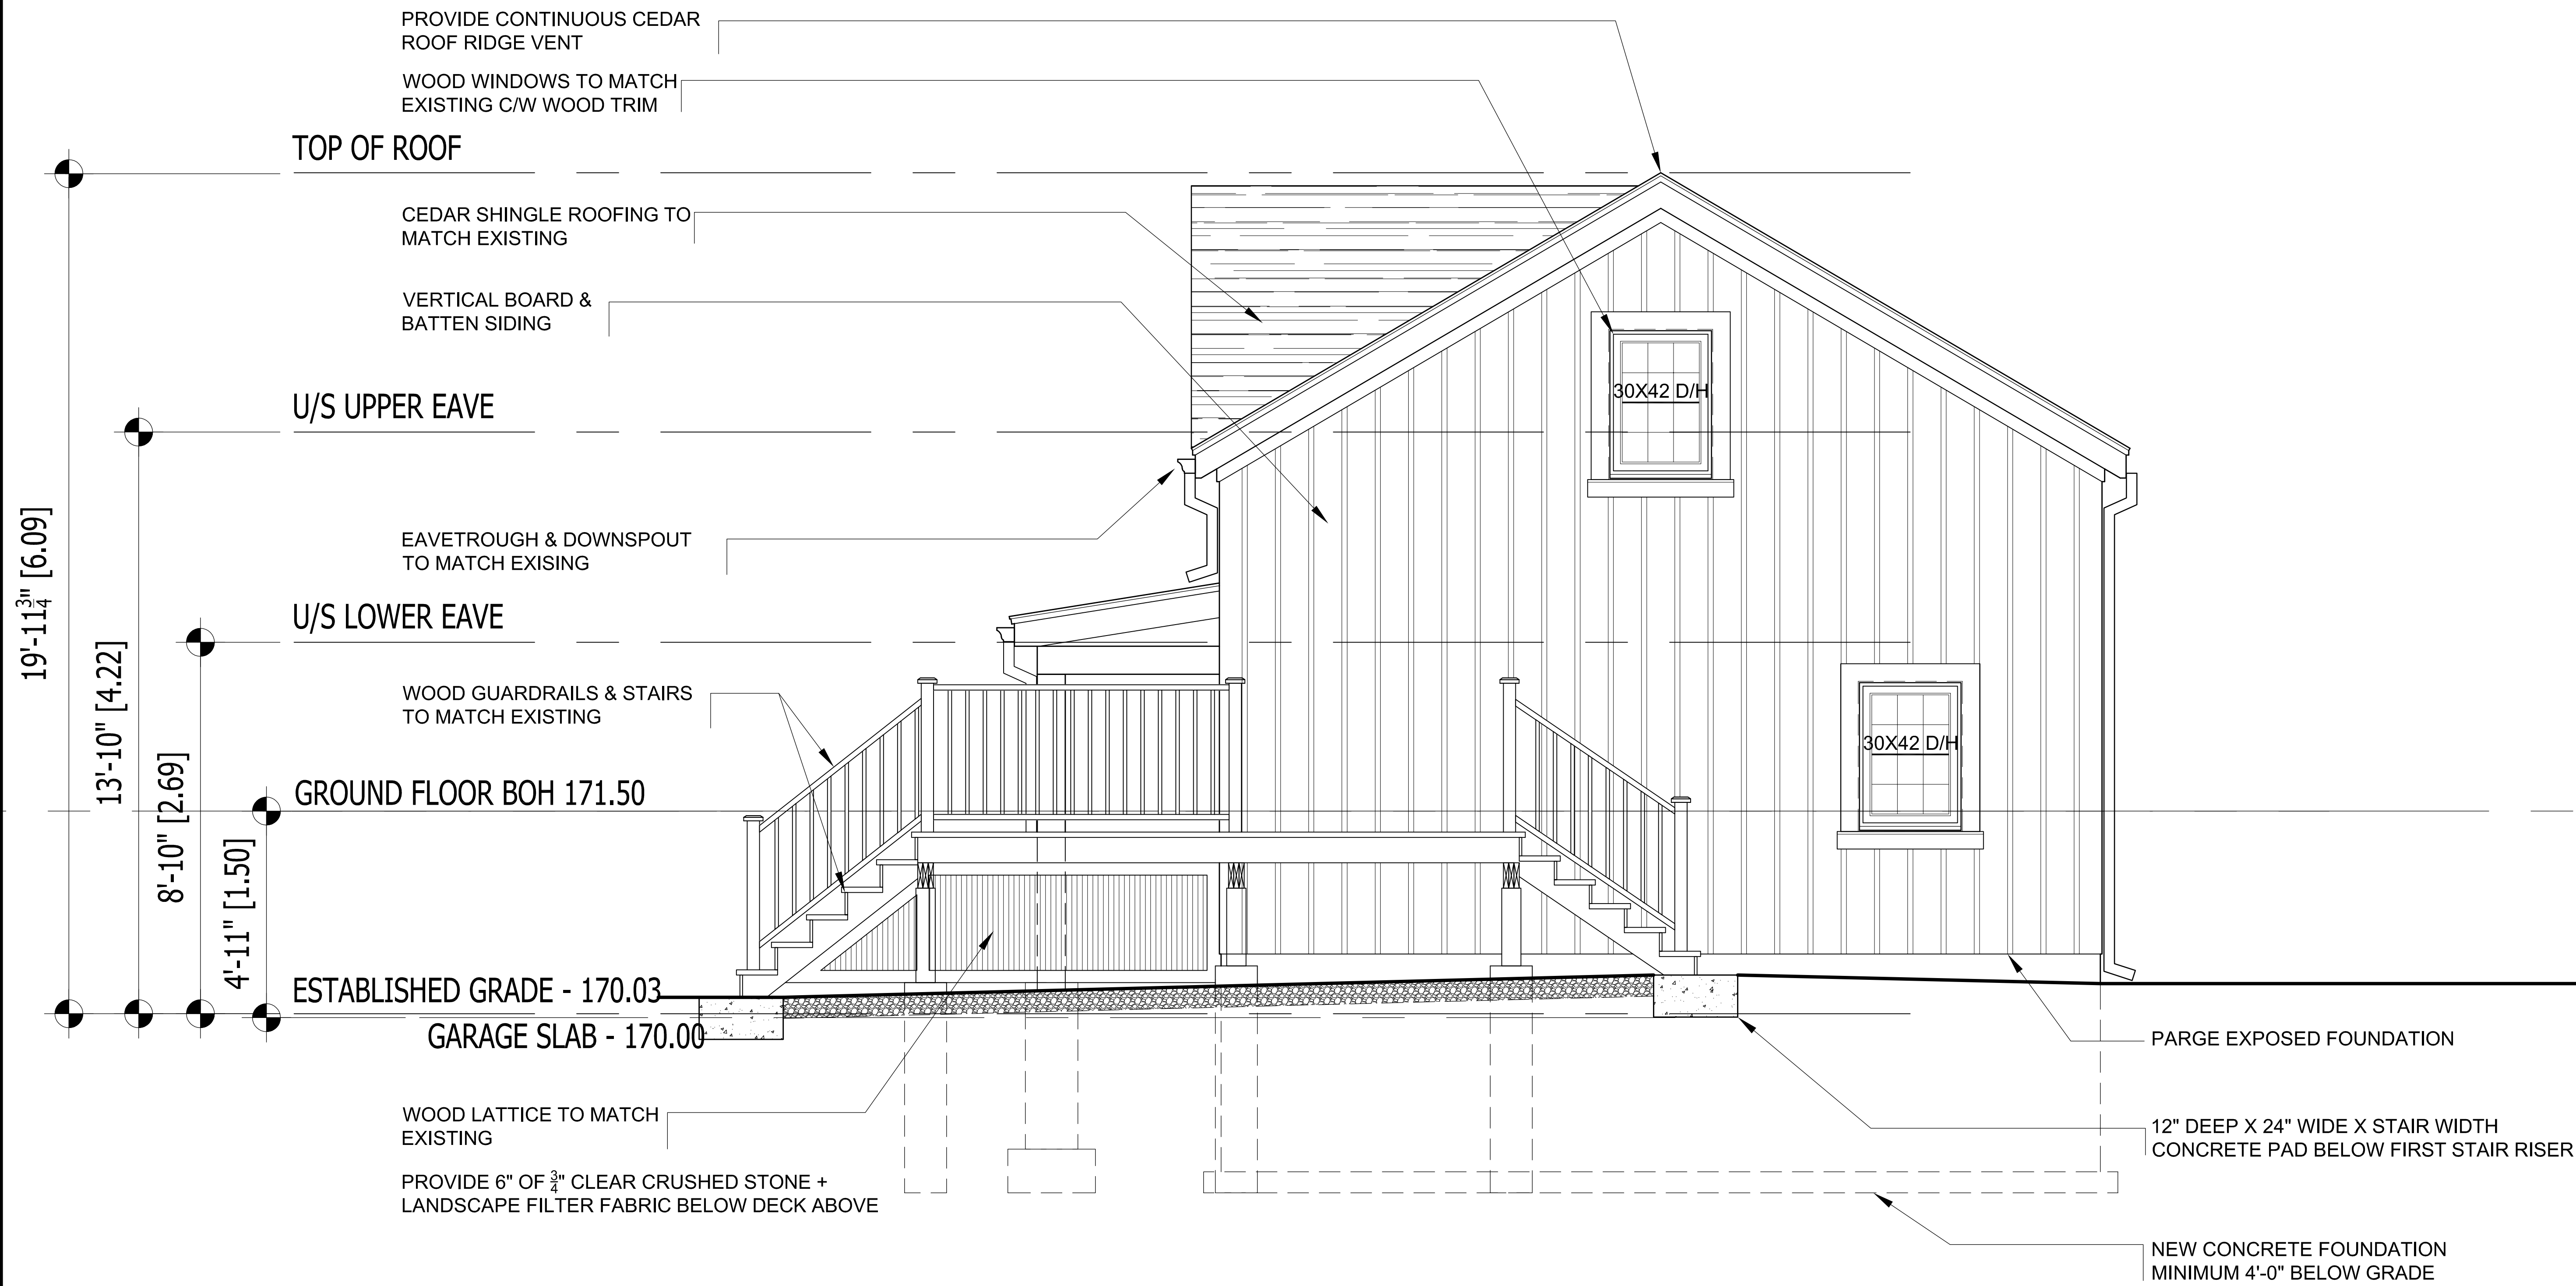 PROVIDE CONTINUOUS CEDAR
ROOF RIDGE VENT
WOOD WINDOWS TO MATCH
EXISTING C/W WOOD TRIM
TOP OF ROOF
CEDAR SHINGLE ROOFING TO
MATCH EXISTING
VERTICAL BOARD &
BATTEN SIDING
30X42 D/H
U/S UPPER EAVE
EAVETROUGH & DOWNSPOUT
TO MATCH EXISING
U/S LOWER EAVE
WOOD GUARDRAILS & STAIRS
TO MATCH EXISTING
30X42 D/H
GROUND FLOOR BOH 171.50
19'-11 3/4" [6.09]
13'-10" [4.22]
8'-10" [2.69]
4'-11" [1.50]
ESTABLISHED GRADE - 170.03
GARAGE SLAB - 170.00
WOOD LATTICE TO MATCH
EXISTING
PROVIDE 6" OF 3/4" CLEAR CRUSHED STONE +
LANDSCAPE FILTER FABRIC BELOW DECK ABOVE
PARGE EXPOSED FOUNDATION
12" DEEP X 24" WIDE X STAIR WIDTH
CONCRETE PAD BELOW FIRST STAIR RISER
NEW CONCRETE FOUNDATION
MINIMUM 4'-0" BELOW GRADE